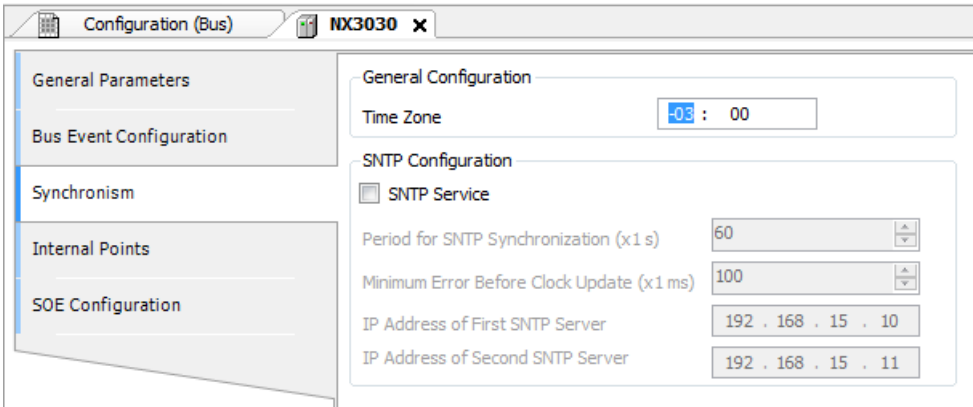 Configuration (Bus)
NX3030
General Parameters
Bus Event Configuration
Synchronism
Internal Points
SOE Configuration
General Configuration
Time Zone -03 : 00
SNTP Configuration
SNTP Service
Period for SNTP Synchronization (x1 s) 60
Minimum Error Before Clock Update (x1 ms) 100
IP Address of First SNTP Server 192 . 168 . 15 . 10
IP Address of Second SNTP Server 192 . 168 . 15 . 11